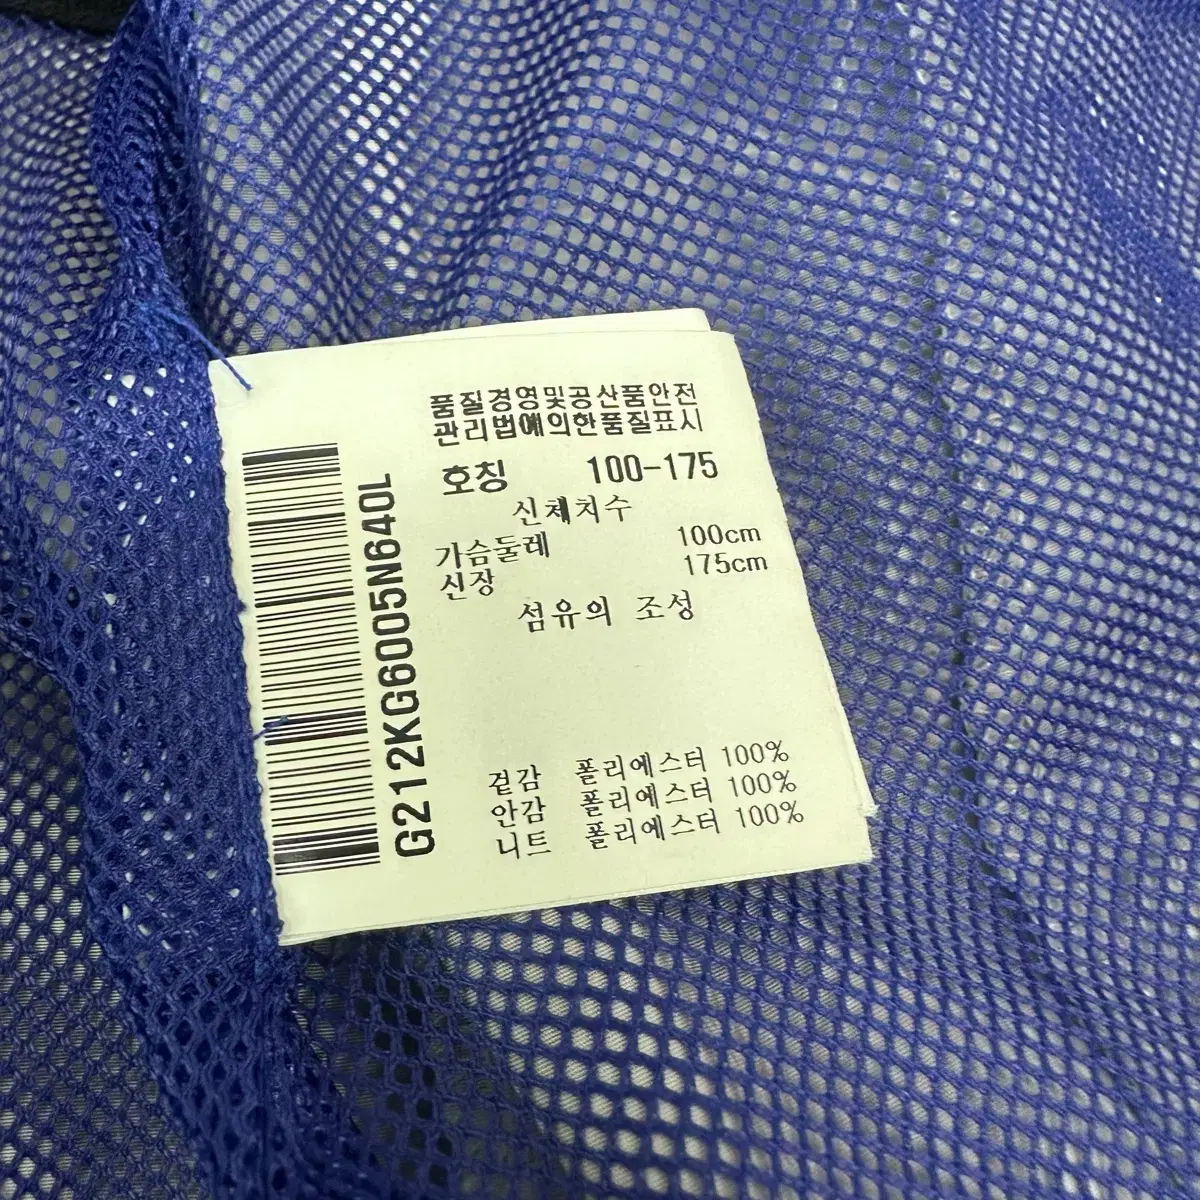 품질경영및공산품안전
관리법에의한품질표시
호칭 100-175
신체치수
가슴둘레 100cm
신장 175cm
섬유의 조성
겉감 폴리에스터 100%
안감 폴리에스터 100%
니트 폴리에스터 100%
G212KG6005N640L